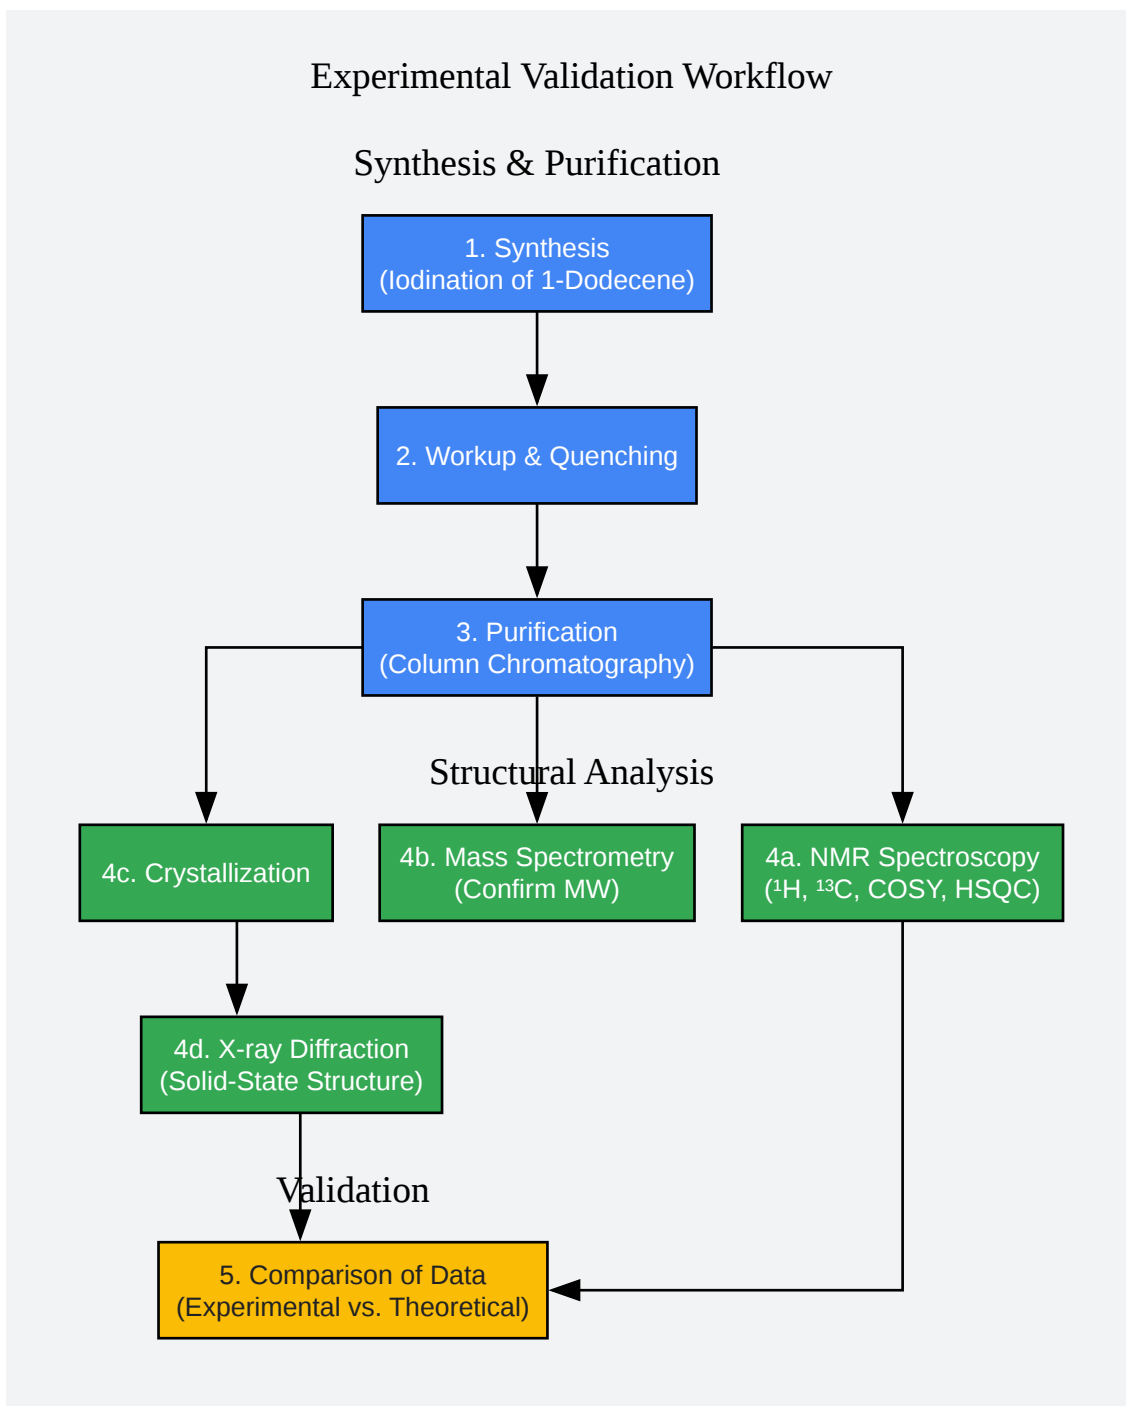 Experimental Validation Workflow
Synthesis & Purification
1. Synthesis
(Iodination of 1-Dodecene)
2. Workup & Quenching
3. Purification
(Column Chromatography)
Structural Analysis
4c. Crystallization
4b. Mass Spectrometry
(Confirm MW)
4a. NMR Spectroscopy
(¹H, ¹³C, COSY, HSQC)
4d. X-ray Diffraction
(Solid-State Structure)
Validation
5. Comparison of Data
(Experimental vs. Theoretical)